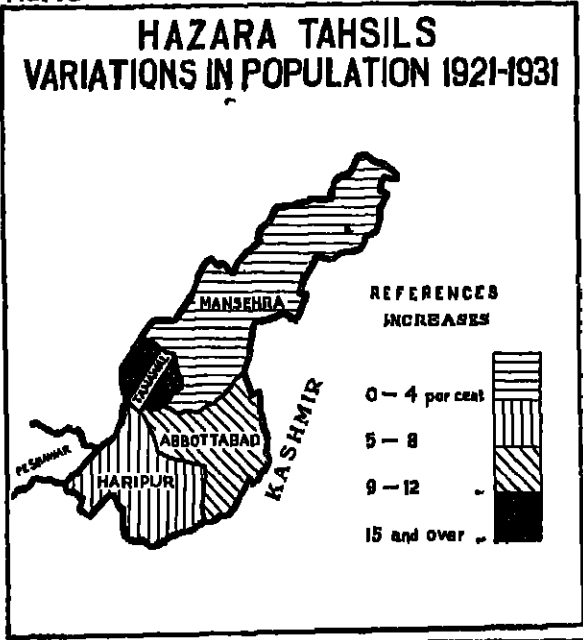 HAZARA TAHSILS
VARIATIONS IN POPULATION 1921-1931
MANSEHRA
REFERENCES
INCREASES
0 – 4 per cent
KASHMIR
ABBOTTABAD
5 – 8
PESHAWAR
HARIPUR
9 – 12 "
15 and over "